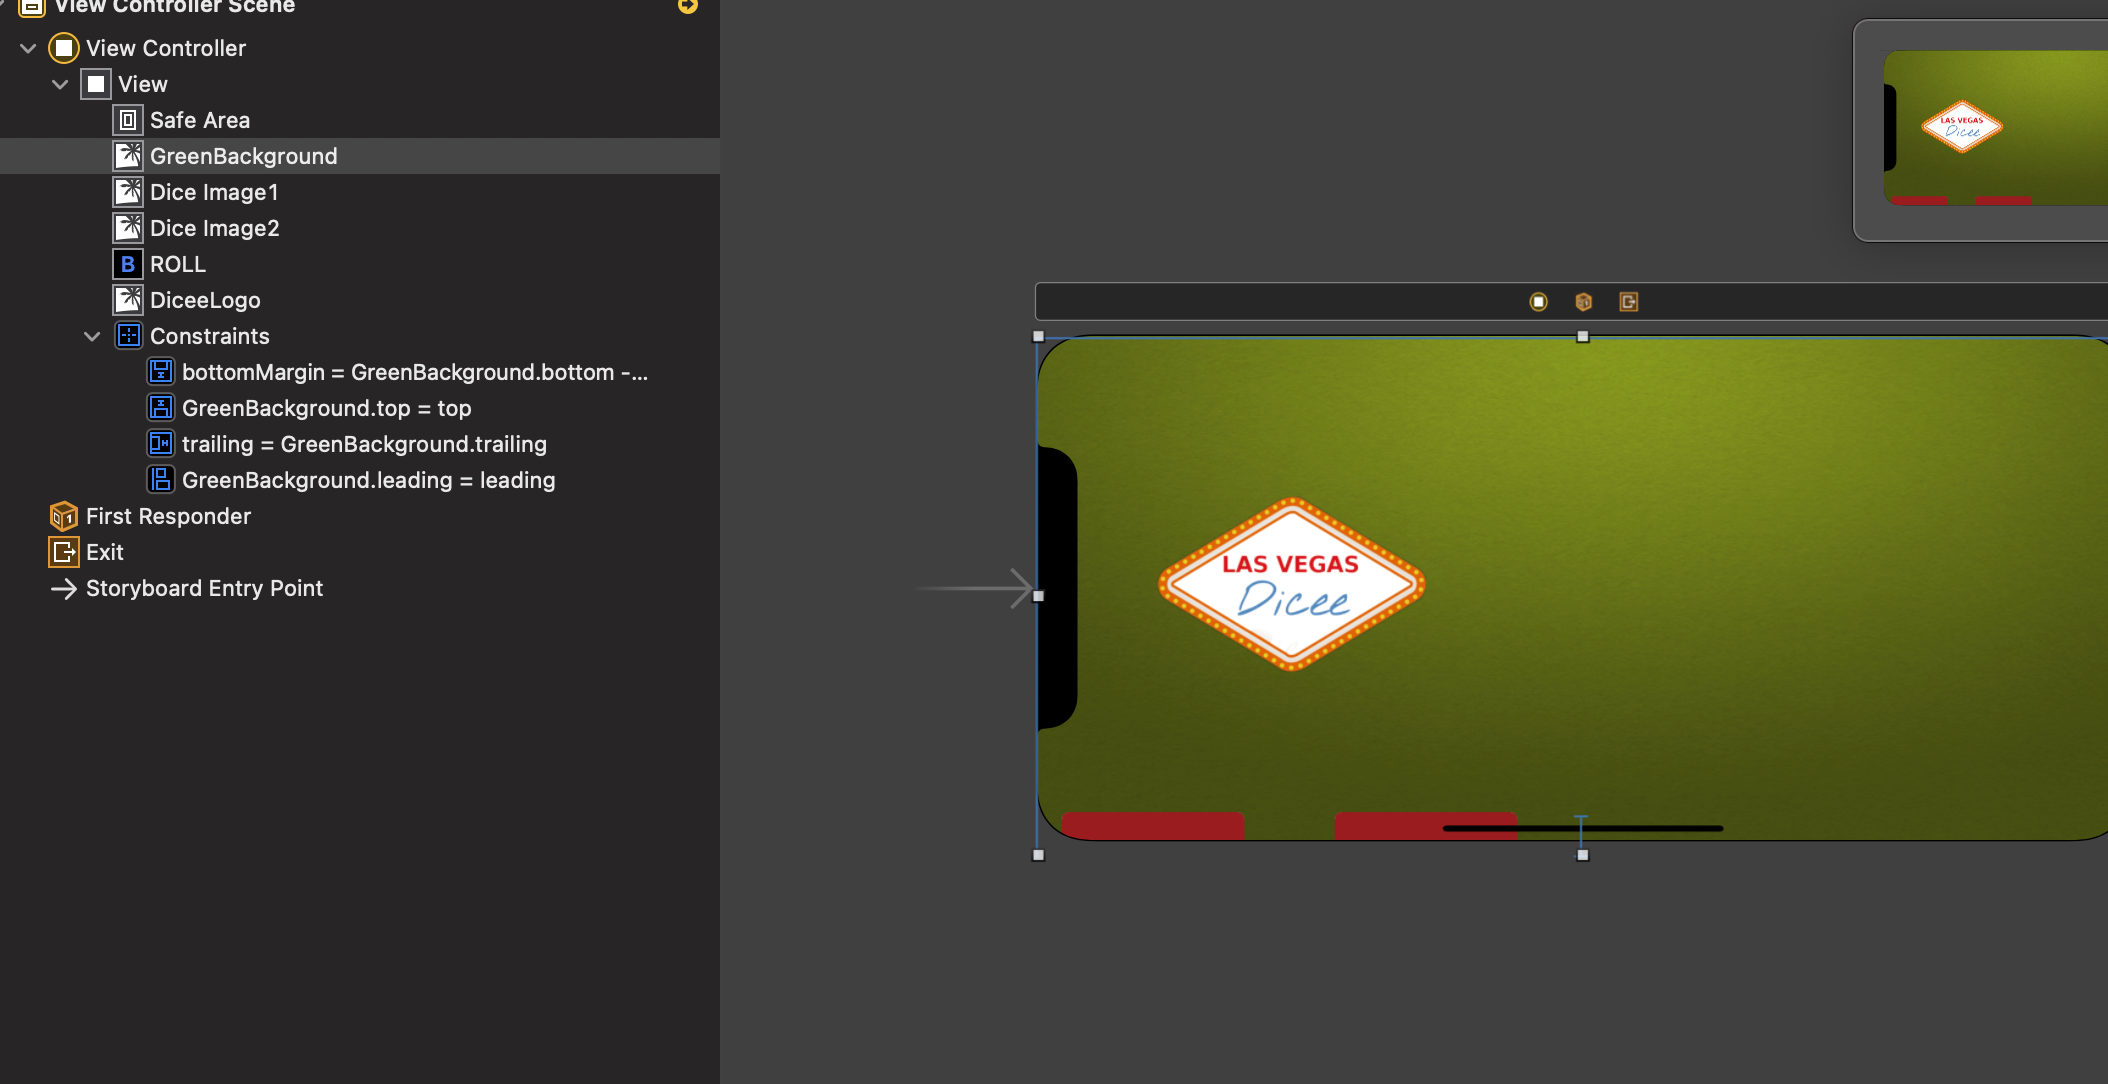 View Controller Scene
View Controller
View
Safe Area
GreenBackground
Dice Image1
Dice Image2
B ROLL
DiceeLogo
Constraints
bottomMargin = GreenBackground.bottom -...
GreenBackground.top = top
trailing = GreenBackground.trailing
GreenBackground.leading = leading
First Responder
Exit
Storyboard Entry Point
LAS VEGAS
Dicee
LAS VEGAS
Dicee